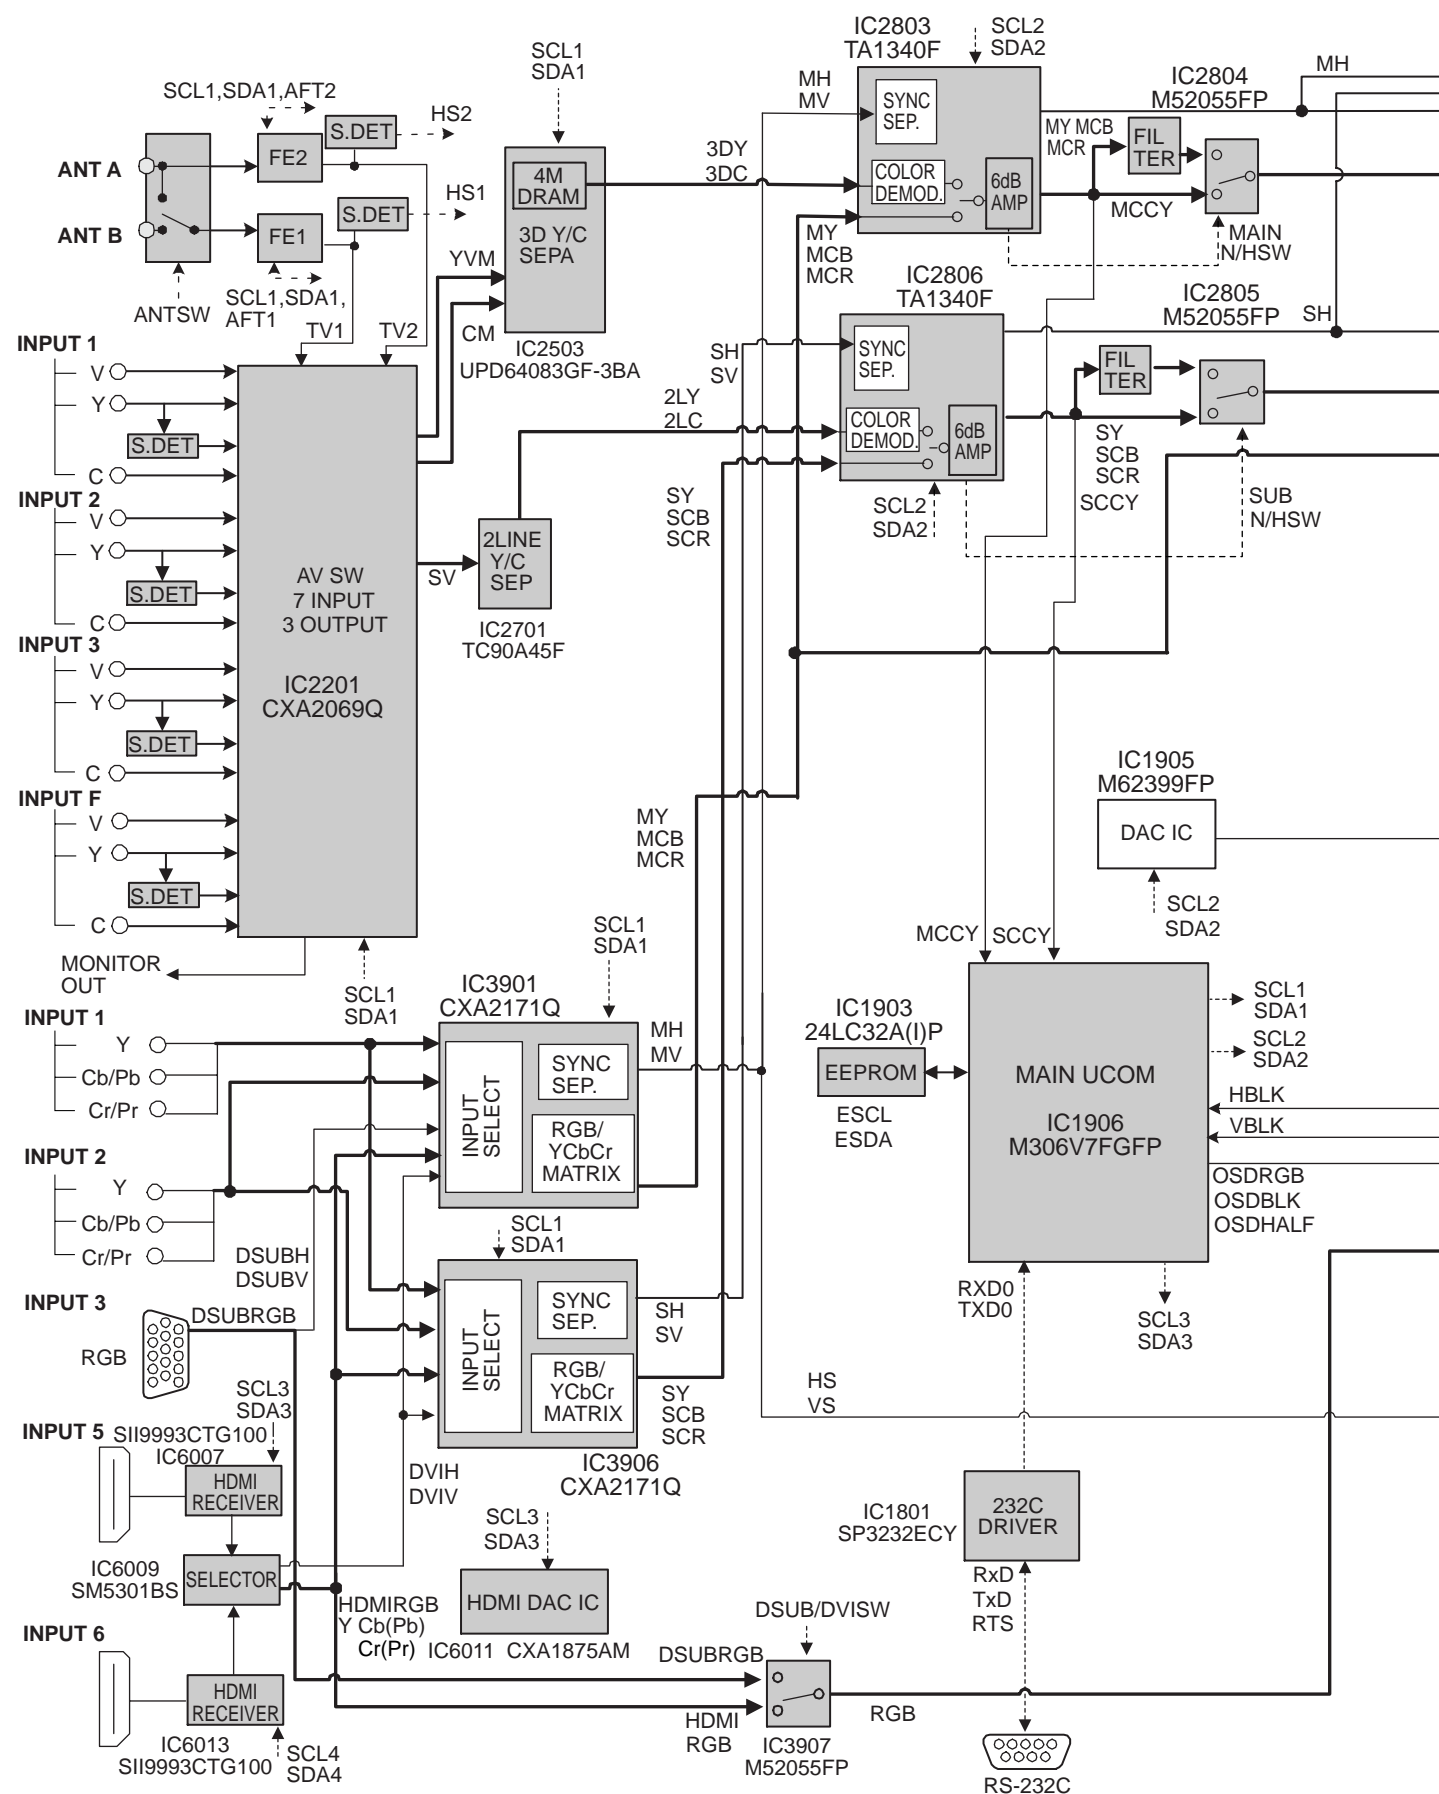 IC2803
TA1340F
SCL2
SDA2
SCL1
SDA1
MH
MV
SYNC
SEP.
IC2804
M52055FP
MH
SCL1,SDA1,AFT2
HS2
S.DET
FE2
ANT A
3DY
3DC
4M
DRAM
3D Y/C
SEPA
COLOR
DEMOD.
6dB
AMP
MY MCB
MCR
FIL
TER
MCCY
HS1
S.DET
ANT B
FE1
YVM
MY
MCB
MCR
MAIN
N/HSW
SCL1,SDA1,
AFT1
ANTSW
TV1
TV2
CM
IC2503
UPD64083GF-3BA
IC2806
TA1340F
IC2805
M52055FP
SH
INPUT 1
V
Y
S.DET
C
SH
SV
SYNC
SEP.
FIL
TER
2LY
2LC
COLOR
DEMOD.
6dB
AMP
SY
SCB
SCR
SCCY
INPUT 2
V
Y
S.DET
C
SY
SCB
SCR
SCL2
SDA2
SUB
N/HSW
AV SW
7 INPUT
3 OUTPUT
SV
2LINE
Y/C
SEP
IC2701
TC90A45F
INPUT 3
V
Y
S.DET
C
IC2201
CXA2069Q
IC1905
M62399FP
DAC IC
SCL2
SDA2
INPUT F
V
Y
S.DET
C
MY
MCB
MCR
MONITOR
OUT
SCL1
SDA1
SCL1
SDA1
MCCY
SCCY
IC3901
CXA2171Q
INPUT 1
Y
Cb/Pb
Cr/Pr
INPUT
SELECT
SYNC
SEP.
RGB/
YCbCr
MATRIX
MH
MV
IC1903
24LC32A(I)P
EEPROM
ESCL
ESDA
MAIN UCOM
IC1906
M306V7FGFP
SCL1
SDA1
SCL2
SDA2
HBLK
VBLK
OSDRGB
OSDBLK
OSDHALF
INPUT 2
Y
Cb/Pb
Cr/Pr
DSUBH
DSUBV
SCL1
SDA1
INPUT
SELECT
SYNC
SEP.
RGB/
YCbCr
MATRIX
SH
SV
RXD0
TXD0
SCL3
SDA3
INPUT 3
DSUBRGB
RGB
SCL3
SDA3
SY
SCB
SCR
HS
VS
IC3906
CXA2171Q
INPUT 5
SII9993CTG100
IC6007
HDMI
RECEIVER
DVIH
DVIV
SCL3
SDA3
IC1801
SP3232ECY
232C
DRIVER
IC6009
SM5301BS
SELECTOR
HDMIRGB
Y Cb(Pb)
Cr(Pr)
HDMI DAC IC
IC6011 CXA1875AM
RxD
TxD
RTS
DSUB/DVISW
INPUT 6
HDMI
RECEIVER
DSUBRGB
HDMI
RGB
RGB
IC6013
SII9993CTG100
SCL4
SDA4
IC3907
M52055FP
RS-232C